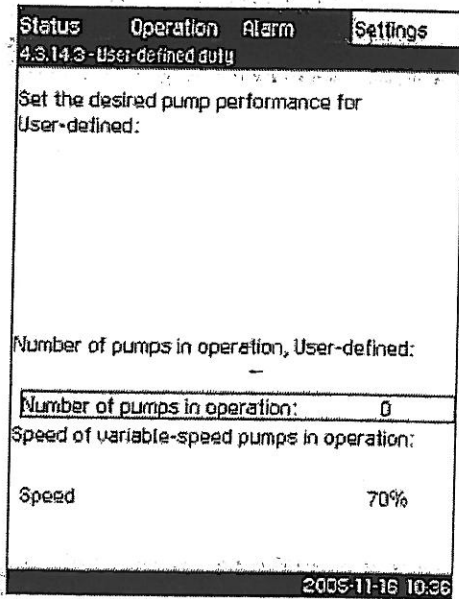 Status Operation Alarm Settings
4.3.14.3 - User-defined duty
Set the desired pump performance for
User-defined:
Number of pumps in operation, User-defined:
Number of pumps in operation: 0
Speed of variable-speed pumps in operation:
Speed 70%
2005-11-16 10:36